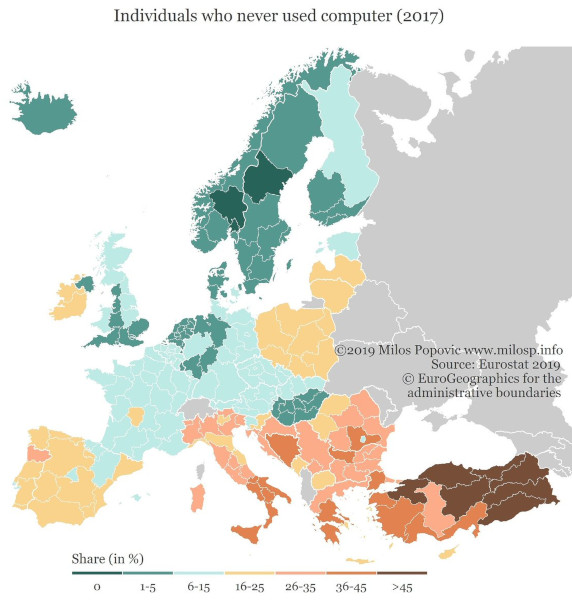 Individuals who never used computer (2017)
©2019 Milos Popovic www.milosp.info
Source: Eurostat 2019
© EuroGeographics for the
administrative boundaries
Share (in %)
0 1-5 6-15 16-25 26-35 36-45 >45